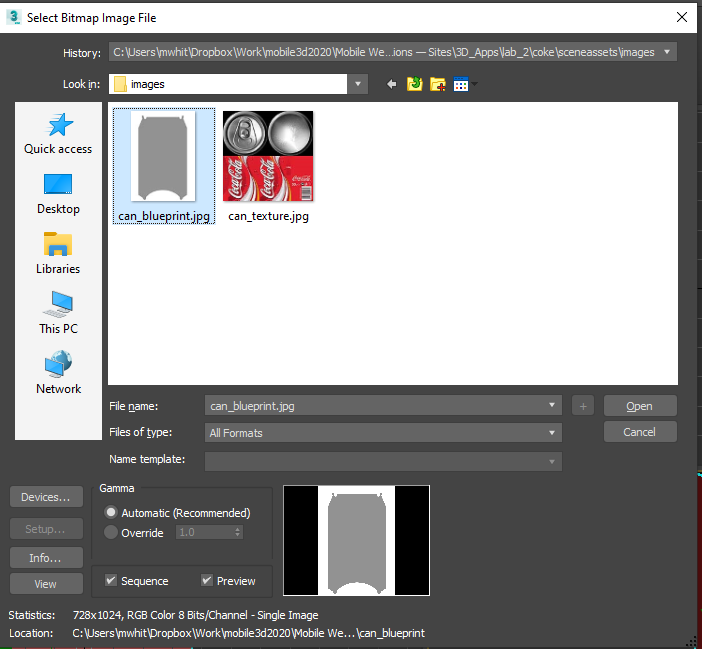 Select Bitmap Image File
History: C:\Users\mwhit\Dropbox\Work\mobile3d2020\Mobile We...ions — Sites\3D_Apps\lab_2\coke\sceneassets\images
Look in: images
Quick access
Desktop
Libraries
This PC
Network
can_blueprint.jpg
Coca-Cola
Coca-Cola
can_texture.jpg
File name: can_blueprint.jpg
+
Open
Files of type: All Formats
Cancel
Name template:
Devices...
Setup...
Info...
View
Gamma
Automatic (Recommended)
Override 1.0
Sequence
Preview
Statistics: 728x1024, RGB Color 8 Bits/Channel - Single Image
Location: C:\Users\mwhit\Dropbox\Work\mobile3d2020\Mobile We...\can_blueprint